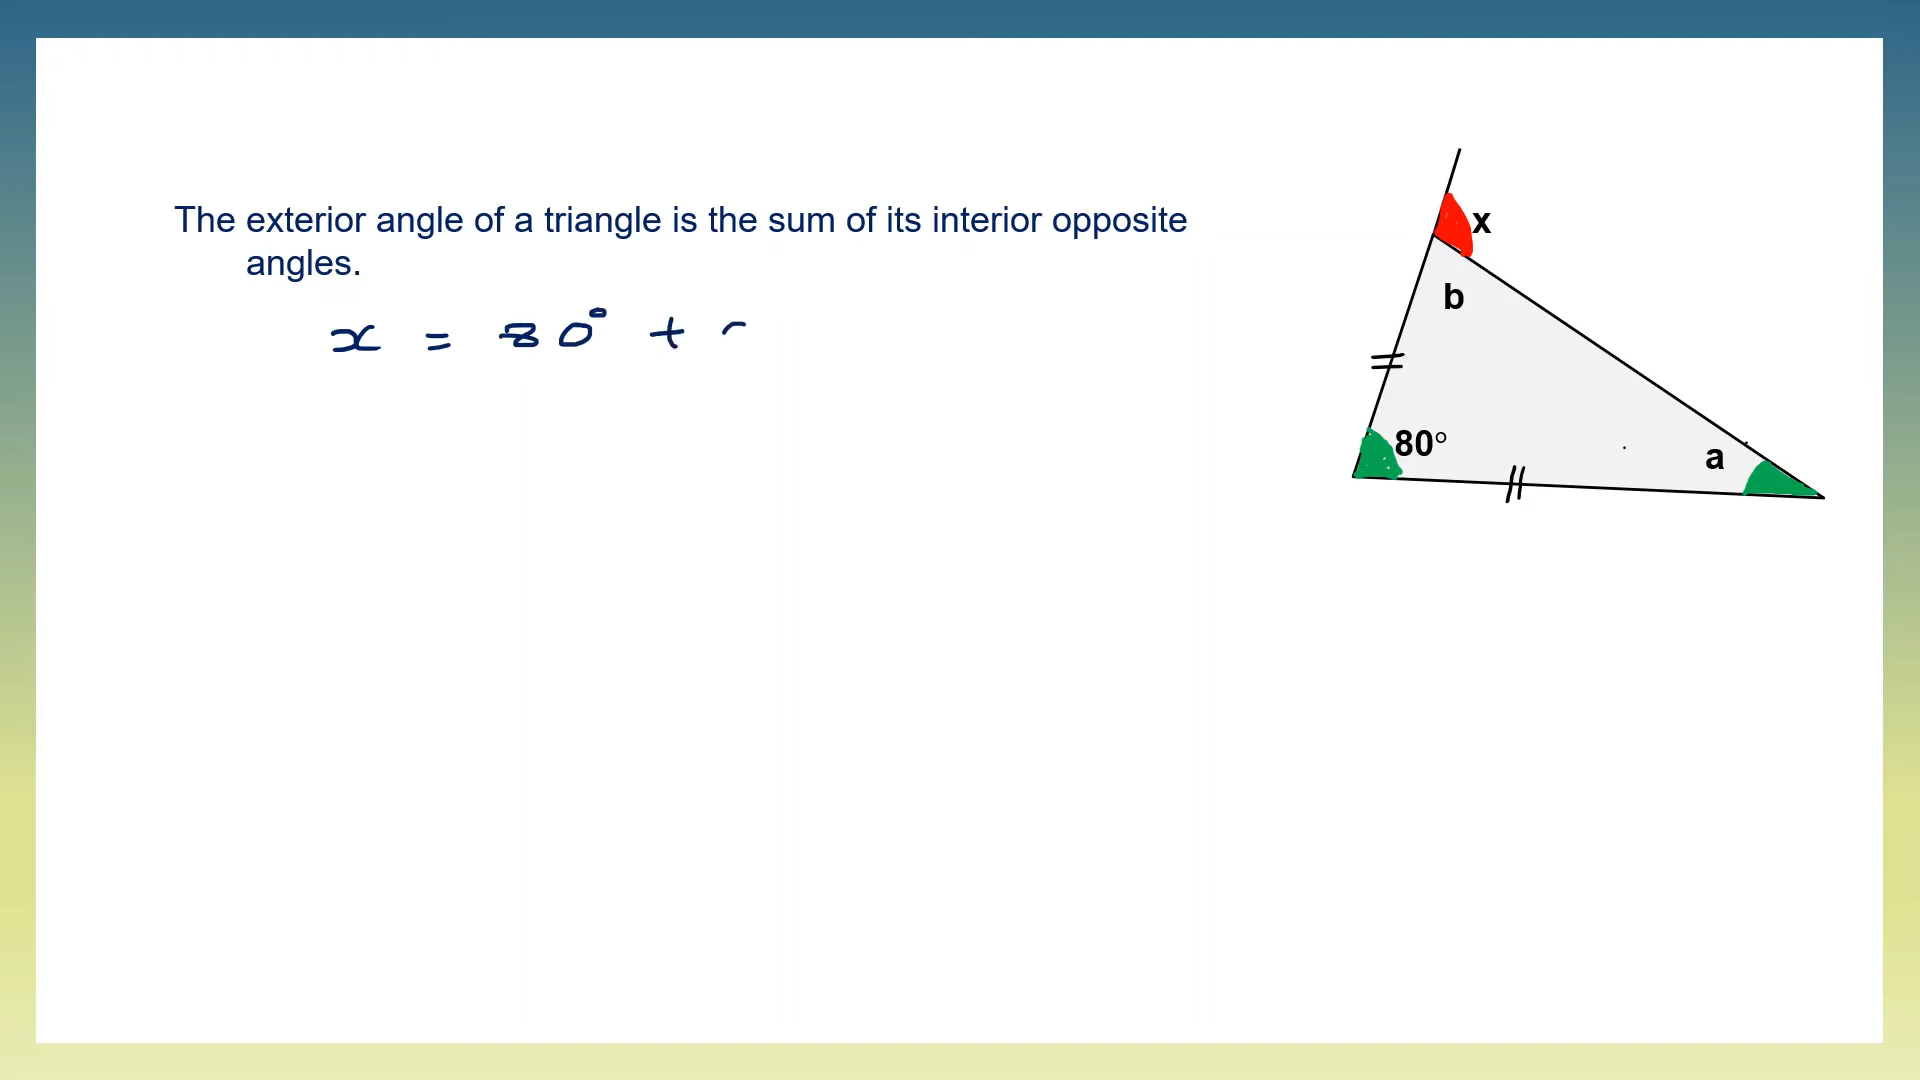 The exterior angle of a triangle is the sum of its interior opposite
angles.
x = 80° +
x
b
80°
a